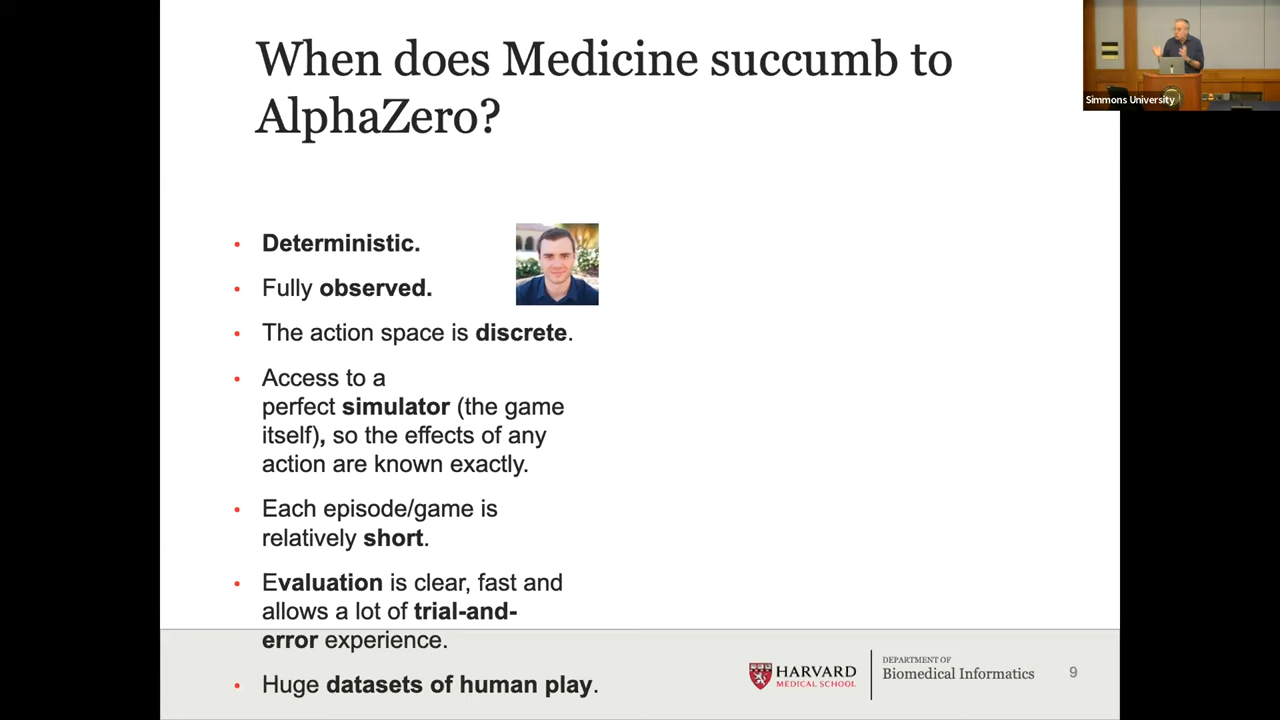 When does Medicine succumb to
AlphaZero?
Simmons University
Deterministic.
Fully observed.
The action space is discrete.
Access to a
perfect simulator (the game
itself), so the effects of any
action are known exactly.
Each episode/game is
relatively short.
Evaluation is clear, fast and
allows a lot of trial-and-
error experience.
Huge datasets of human play.
HARVARD
MEDICAL SCHOOL
DEPARTMENT OF
Biomedical Informatics
9